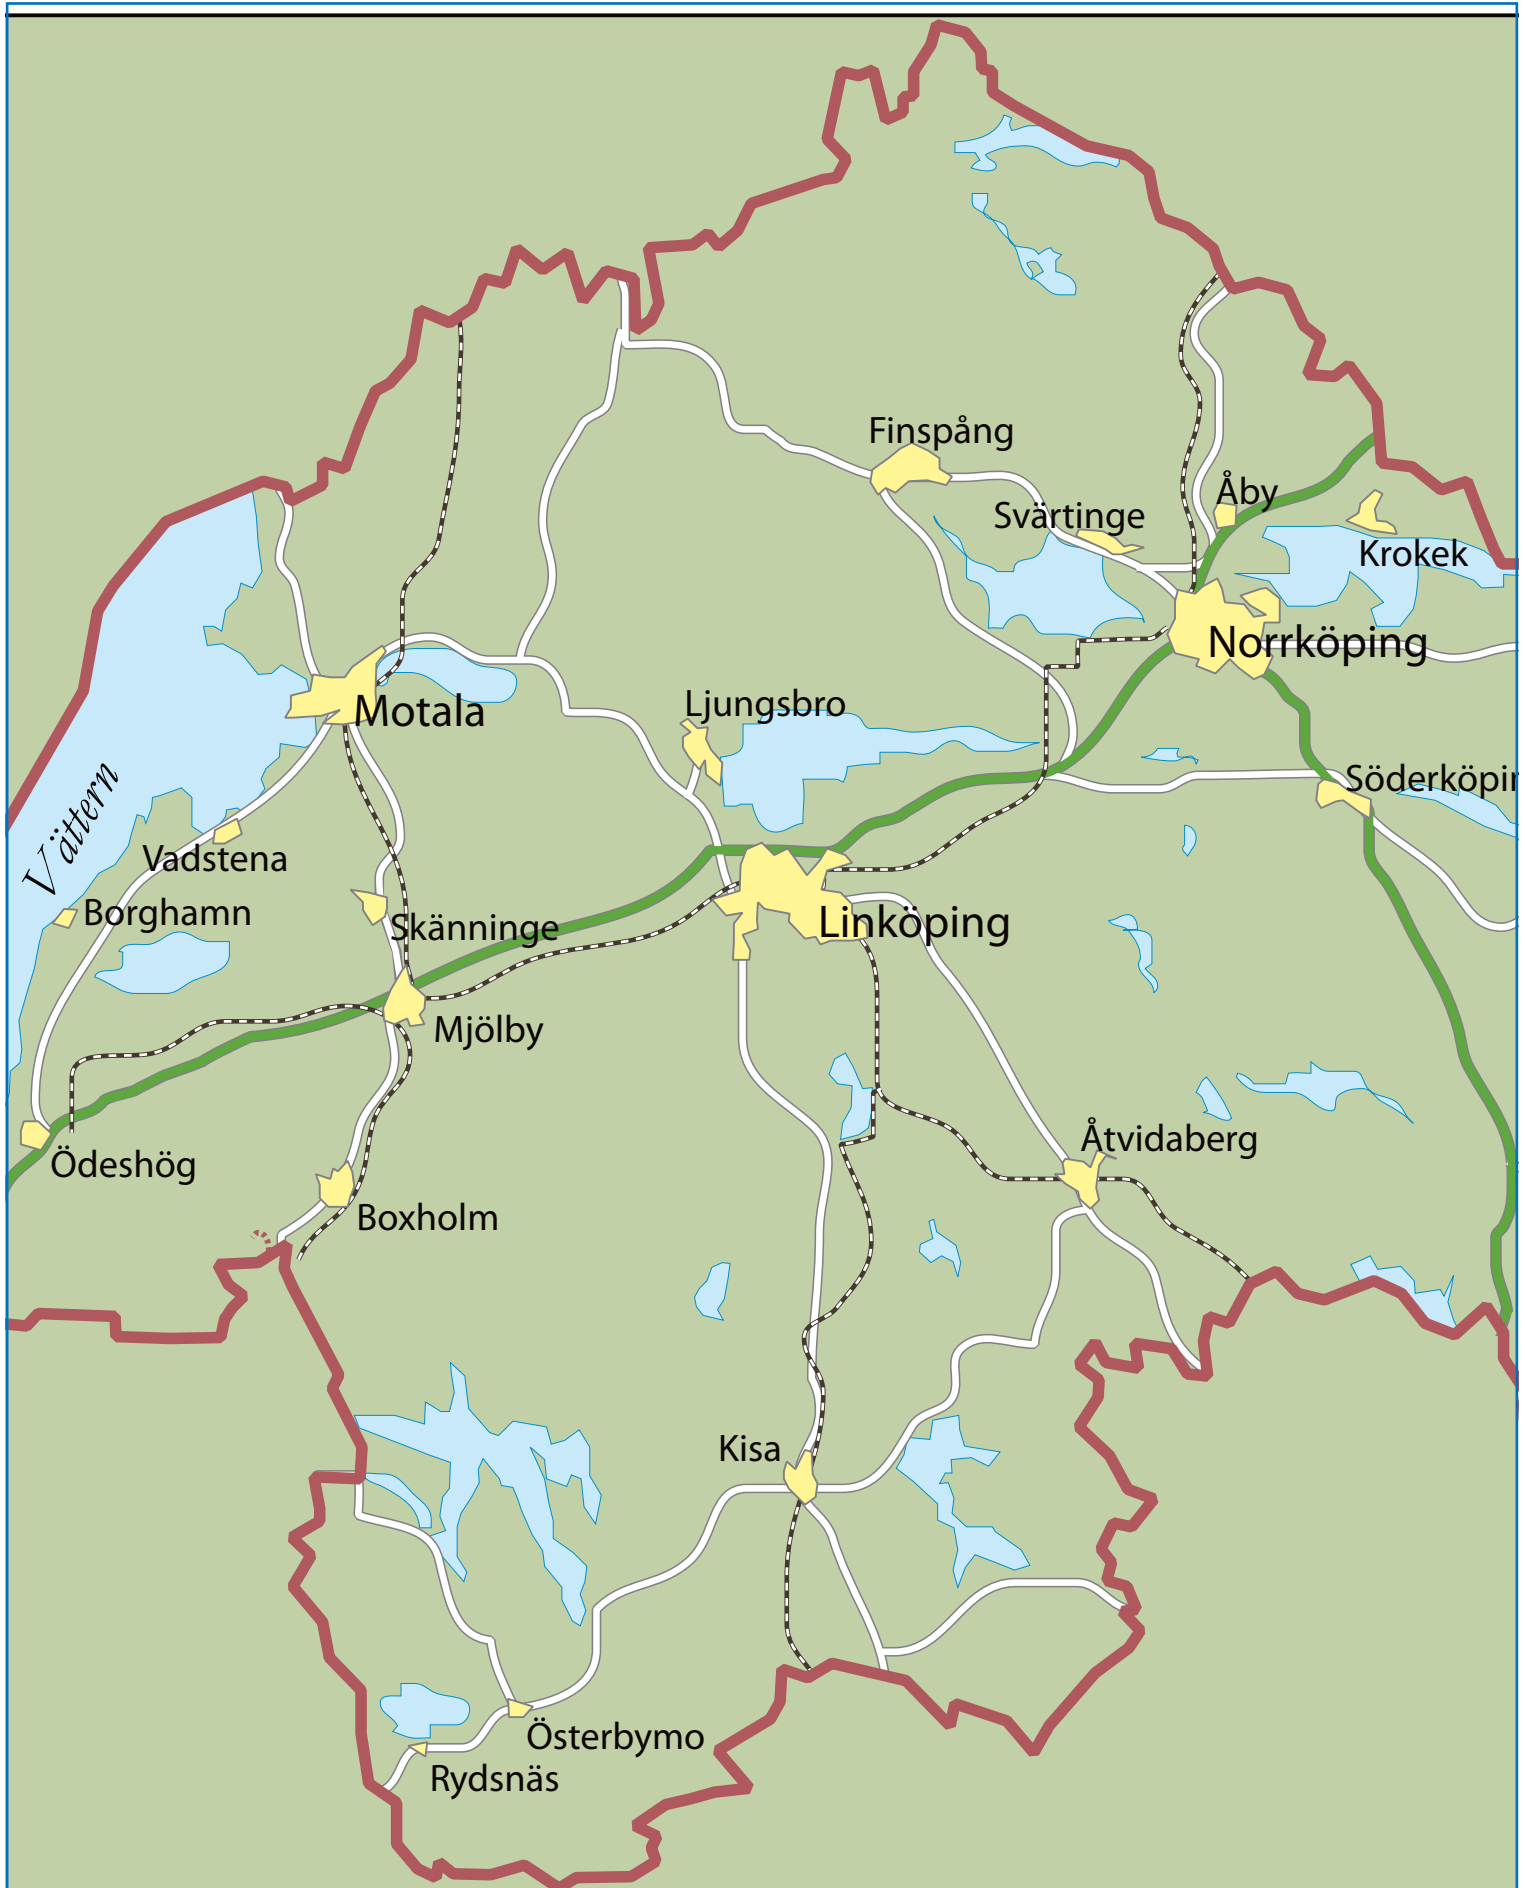 Finspång
Åby
Svärtinge
Krokek
Norrköping
Motala
Ljungsbro
Söderköpin
Vättern
Vadstena
Borghamn
Skänninge
Linköping
Mjölby
Åtvidaberg
Ödeshög
Boxholm
Kisa
Österbymo
Rydsnäs